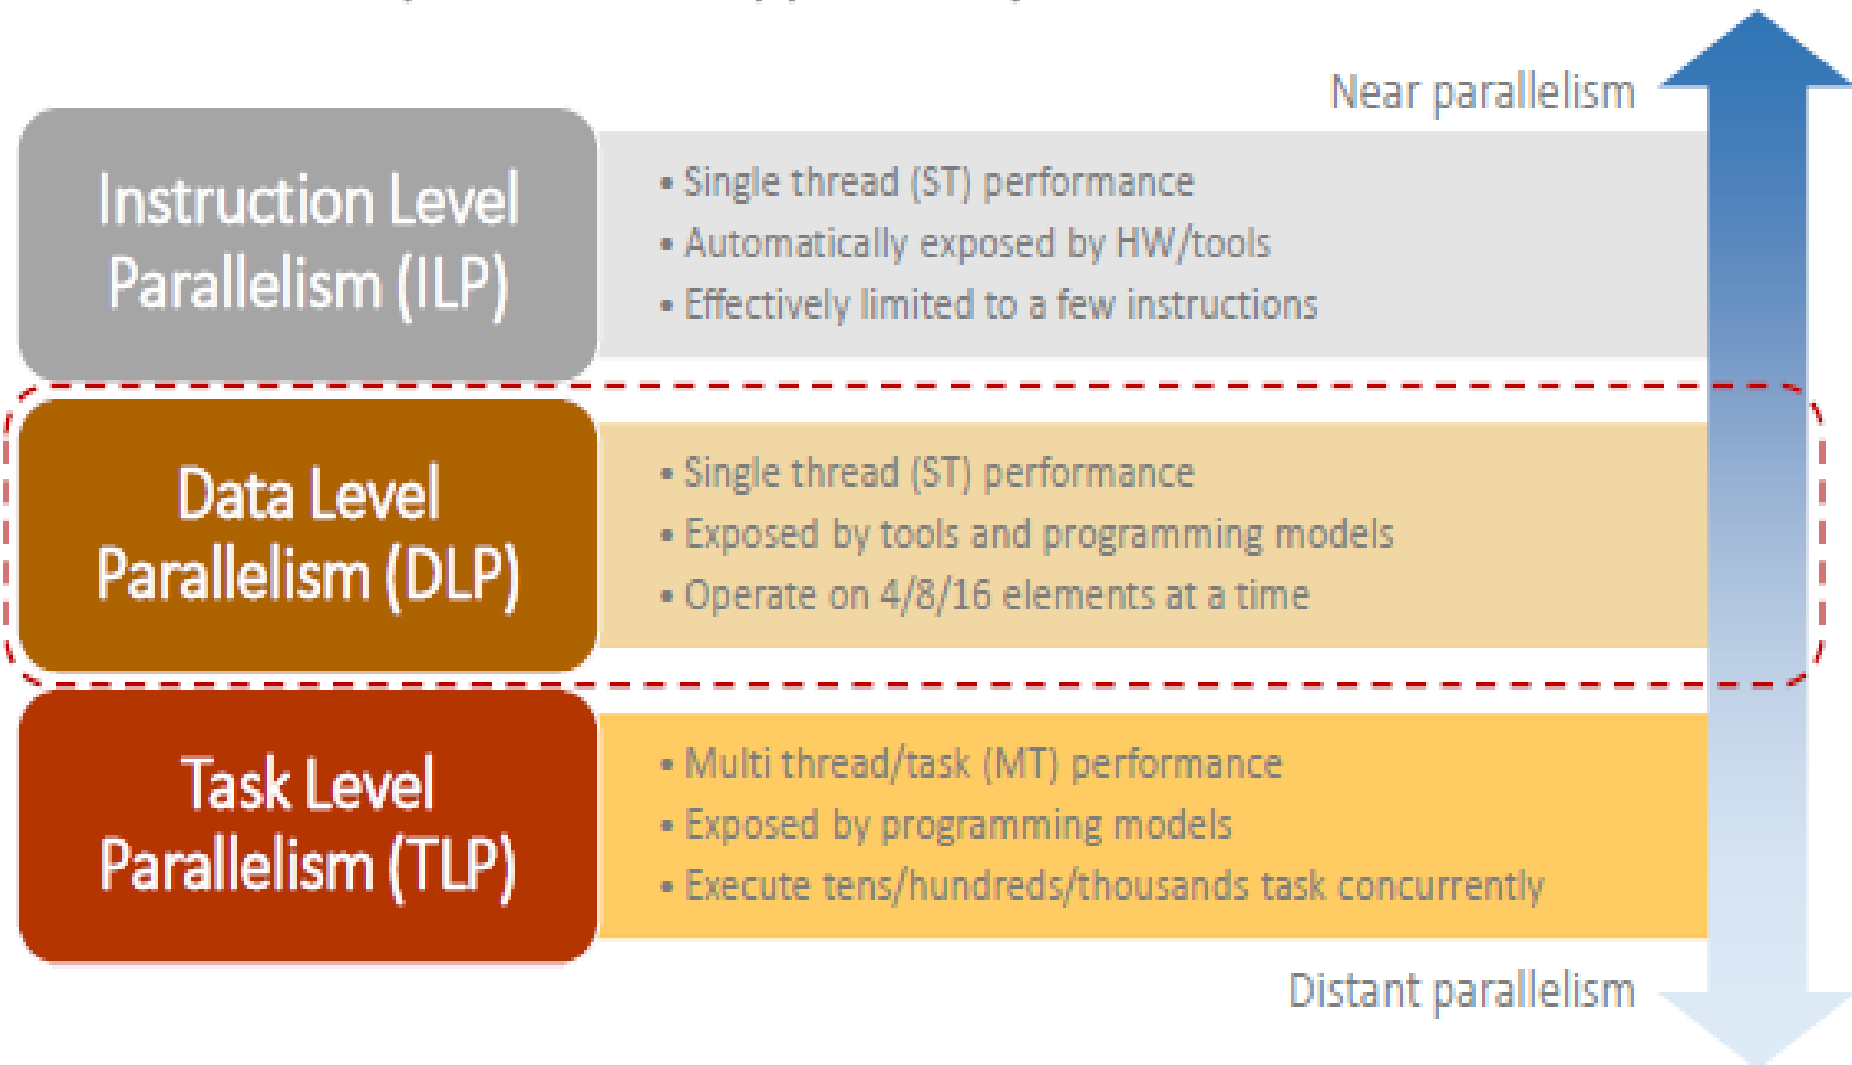 Near parallelism
Instruction Level
Parallelism (ILP)
• Single thread (ST) performance
• Automatically exposed by HW/tools
• Effectively limited to a few instructions
Data Level
Parallelism (DLP)
• Single thread (ST) performance
• Exposed by tools and programming models
• Operate on 4/8/16 elements at a time
Task Level
Parallelism (TLP)
• Multi thread/task (MT) performance
• Exposed by programming models
• Execute tens/hundreds/thousands task concurrently
Distant parallelism